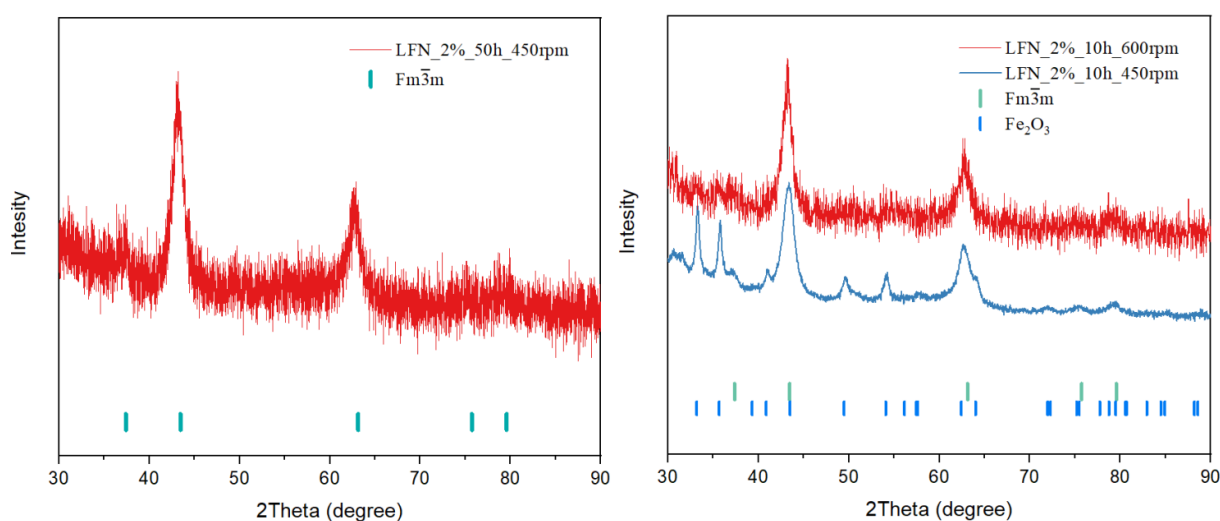 LFN_2%_50h_450rpm
Fm3̅m
Intesity
30 40 50 60 70 80 90
2Theta (degree)
LFN_2%_10h_600rpm
LFN_2%_10h_450rpm
Fm3̅m
Fe₂O₃
Intesity
30 40 50 60 70 80 90
2Theta (degree)